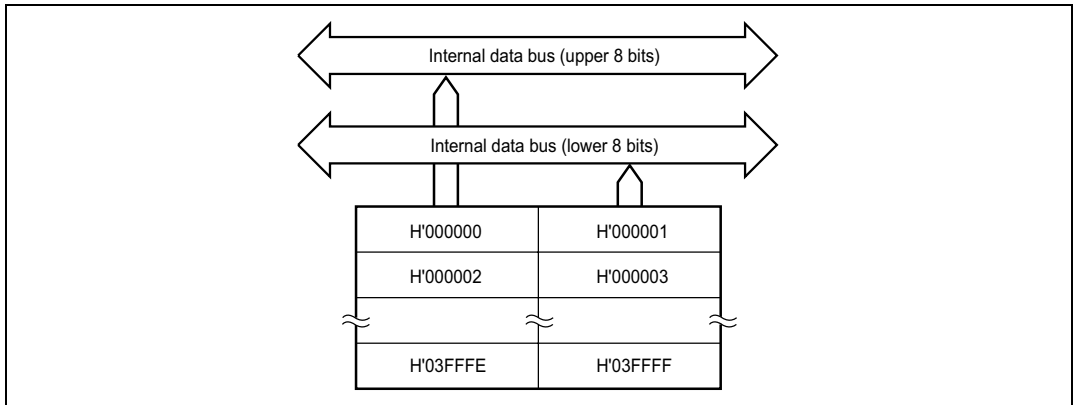 Internal data bus (upper 8 bits)
Internal data bus (lower 8 bits)
H'000000 H'000001
H'000002 H'000003
H'03FFFE H'03FFFF